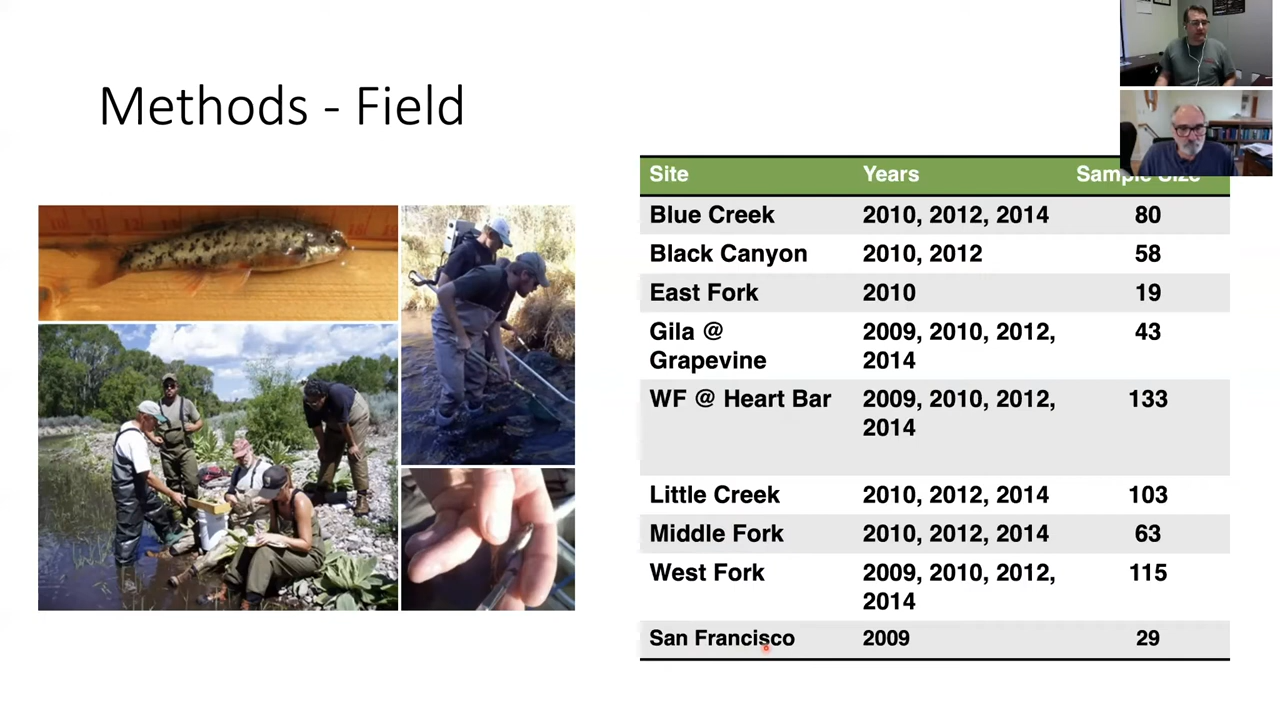 Methods - Field
Site Years Sample Size
Blue Creek 2010, 2012, 2014 80
Black Canyon 2010, 2012 58
East Fork 2010 19
Gila @ 2009, 2010, 2012, 43
Grapevine 2014
WF @ Heart Bar 2009, 2010, 2012, 133
2014
Little Creek 2010, 2012, 2014 103
Middle Fork 2010, 2012, 2014 63
West Fork 2009, 2010, 2012, 115
2014
San Francisco 2009 29